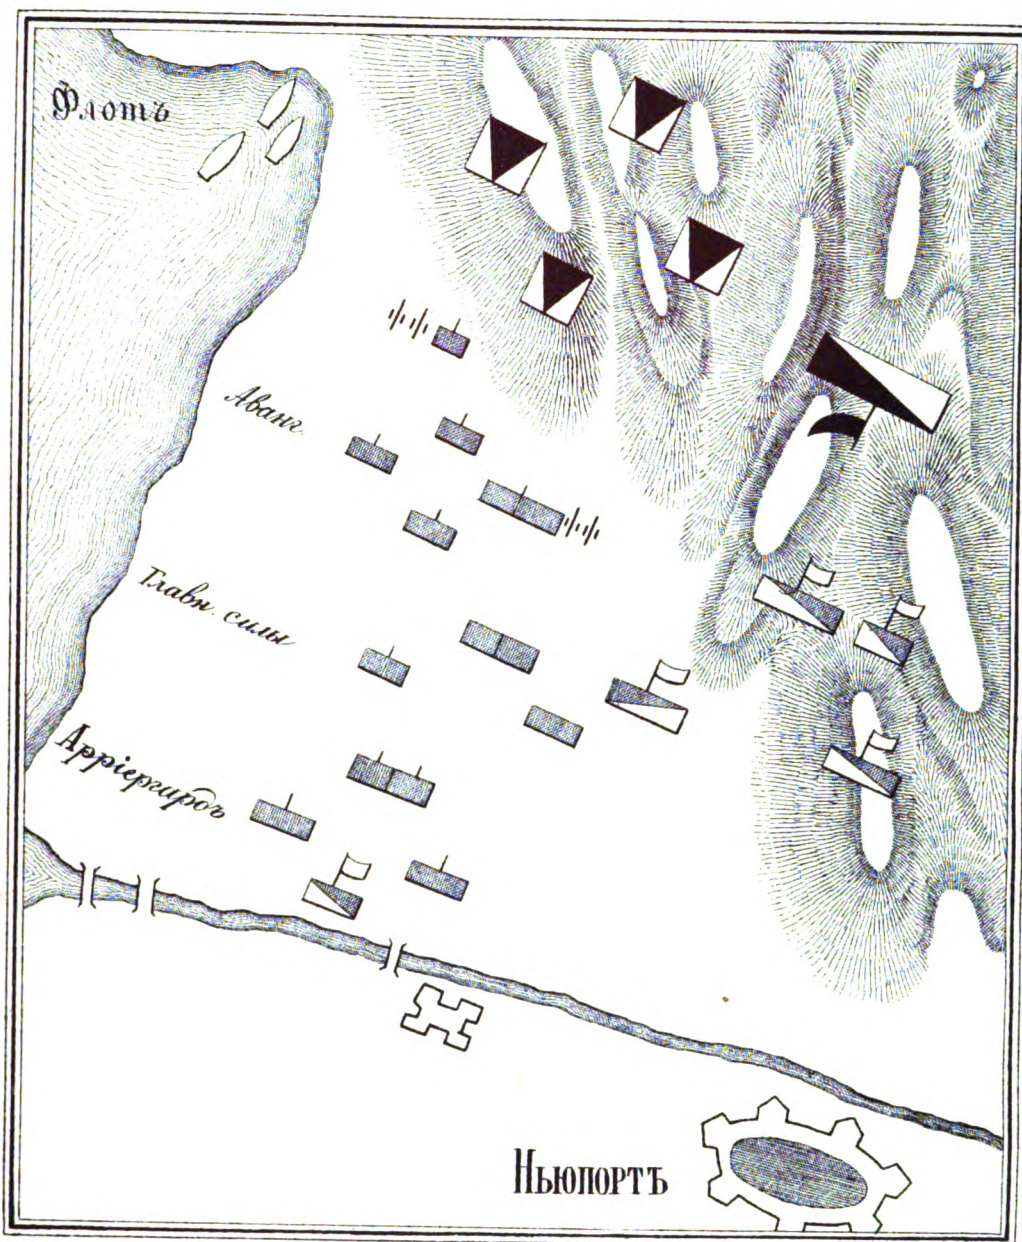 Флотъ
Аванг
Главн. силы
Арріергардъ
Ньюпортъ